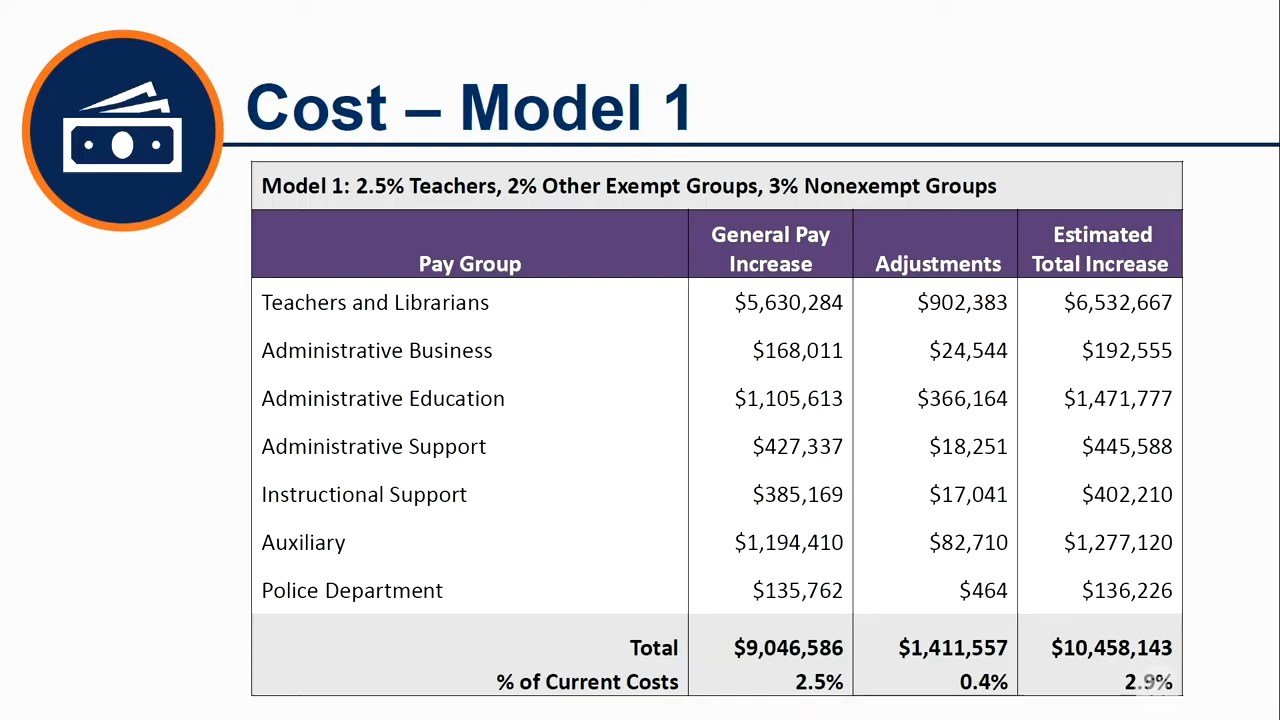 Cost – Model 1
Model 1: 2.5% Teachers, 2% Other Exempt Groups, 3% Nonexempt Groups
Pay Group General Pay Increase Adjustments Estimated Total Increase
Teachers and Librarians $5,630,284 $902,383 $6,532,667
Administrative Business $168,011 $24,544 $192,555
Administrative Education $1,105,613 $366,164 $1,471,777
Administrative Support $427,337 $18,251 $445,588
Instructional Support $385,169 $17,041 $402,210
Auxiliary $1,194,410 $82,710 $1,277,120
Police Department $135,762 $464 $136,226
Total $9,046,586 $1,411,557 $10,458,143
% of Current Costs 2.5% 0.4% 2.9%